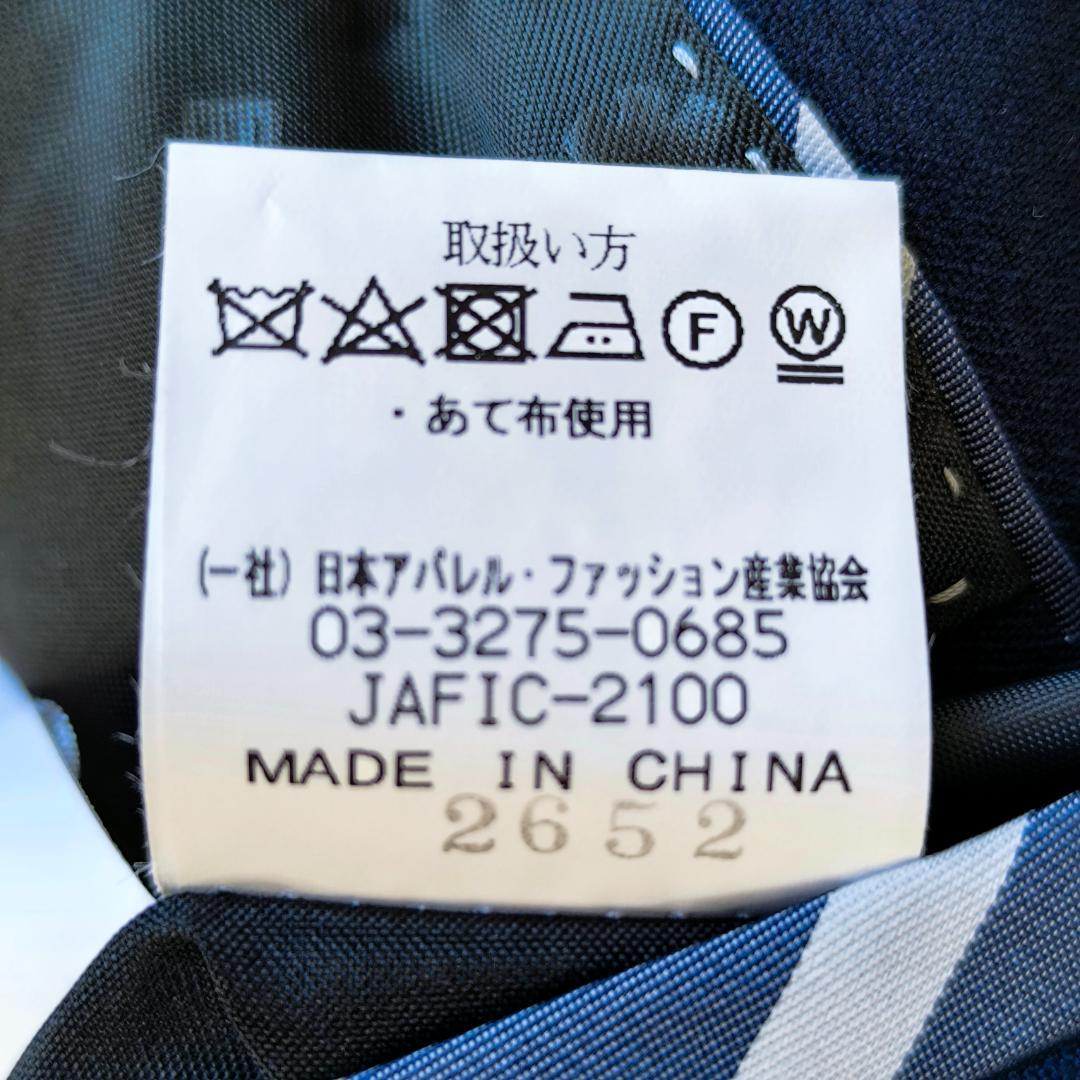 取扱い方
F W
・あて布使用
(一社) 日本アパレル・ファッション産業協会
03-3275-0685
JAFIC-2100
MADE IN CHINA
2652